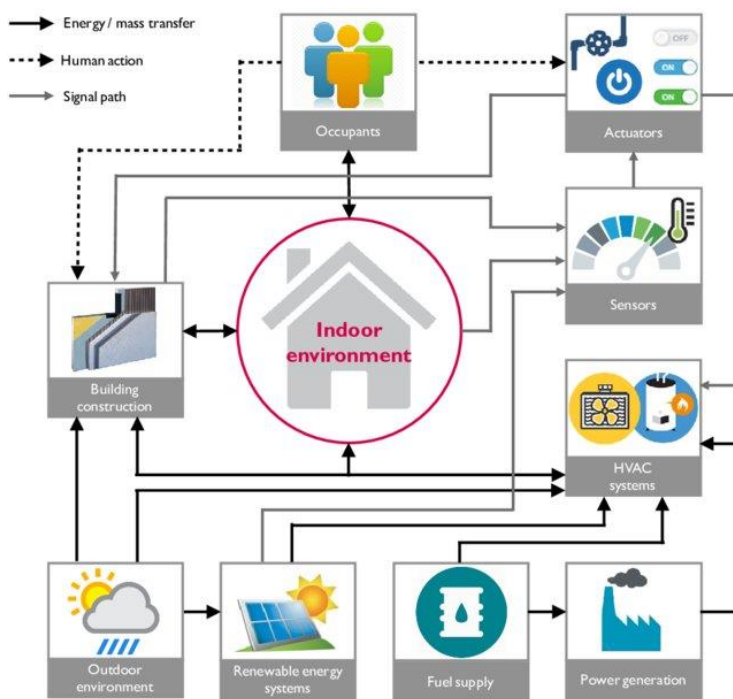 Energy / mass transfer
Human action
Signal path
Occupants
OFF
ON
ON
Actuators
Sensors
Indoor
environment
Building
construction
HVAC
systems
Outdoor
environment
Renewable energy
systems
Fuel supply
Power generation